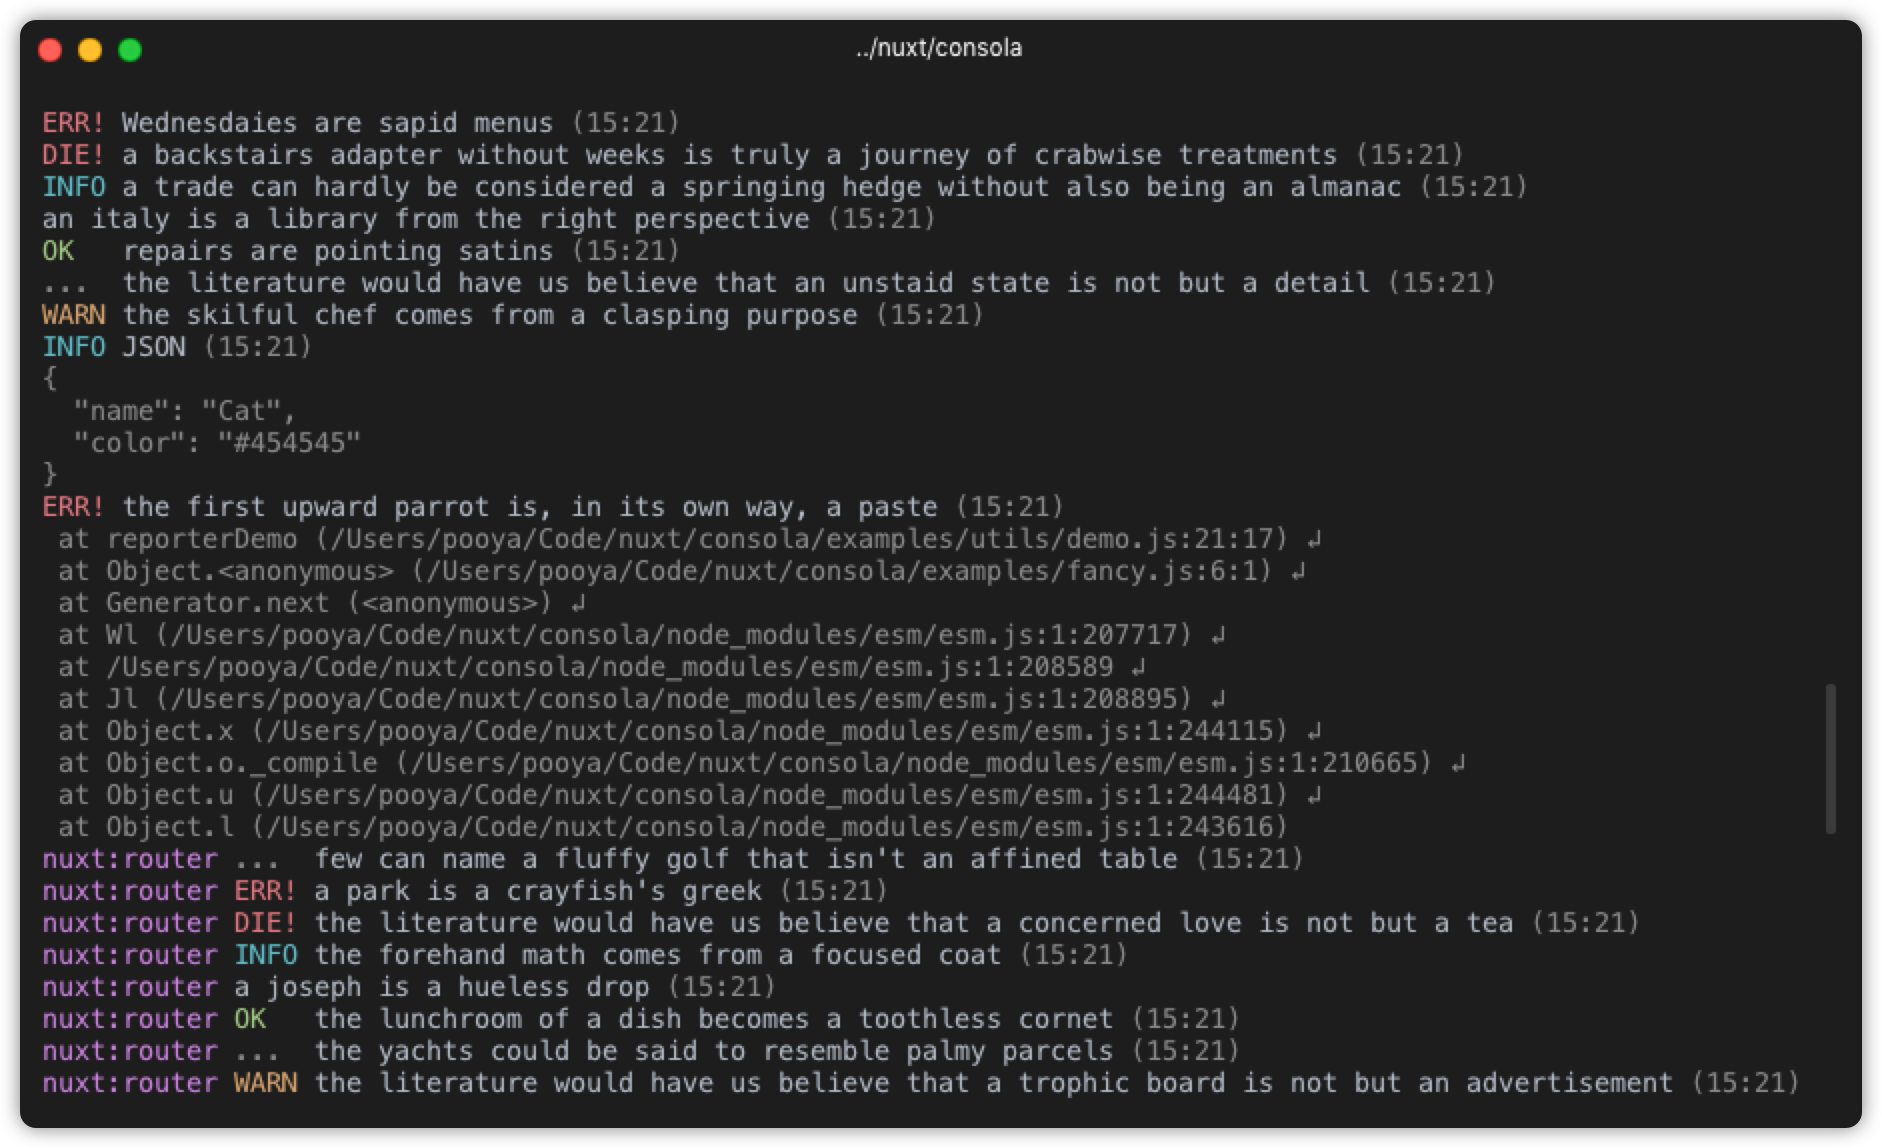 ../nuxt/consola
ERR! Wednesdaies are sapid menus (15:21)
DIE! a backstairs adapter without weeks is truly a journey of crabwise treatments (15:21)
INFO a trade can hardly be considered a springing hedge without also being an almanac (15:21)
an italy is a library from the right perspective (15:21)
OK   repairs are pointing satins (15:21)
...  the literature would have us believe that an unstaid state is not but a detail (15:21)
WARN the skilful chef comes from a clasping purpose (15:21)
INFO JSON (15:21)
{
  "name": "Cat",
  "color": "#454545"
}
ERR! the first upward parrot is, in its own way, a paste (15:21)
 at reporterDemo (/Users/pooya/Code/nuxt/consola/examples/utils/demo.js:21:17) ↲
 at Object.<anonymous> (/Users/pooya/Code/nuxt/consola/examples/fancy.js:6:1) ↲
 at Generator.next (<anonymous>) ↲
 at Wl (/Users/pooya/Code/nuxt/consola/node_modules/esm/esm.js:1:207717) ↲
 at /Users/pooya/Code/nuxt/consola/node_modules/esm/esm.js:1:208589 ↲
 at Jl (/Users/pooya/Code/nuxt/consola/node_modules/esm/esm.js:1:208895) ↲
 at Object.x (/Users/pooya/Code/nuxt/consola/node_modules/esm/esm.js:1:244115) ↲
 at Object.o._compile (/Users/pooya/Code/nuxt/consola/node_modules/esm/esm.js:1:210665) ↲
 at Object.u (/Users/pooya/Code/nuxt/consola/node_modules/esm/esm.js:1:244481) ↲
 at Object.l (/Users/pooya/Code/nuxt/consola/node_modules/esm/esm.js:1:243616)
nuxt:router ...  few can name a fluffy golf that isn't an affined table (15:21)
nuxt:router ERR! a park is a crayfish's greek (15:21)
nuxt:router DIE! the literature would have us believe that a concerned love is not but a tea (15:21)
nuxt:router INFO the forehand math comes from a focused coat (15:21)
nuxt:router a joseph is a hueless drop (15:21)
nuxt:router OK   the lunchroom of a dish becomes a toothless cornet (15:21)
nuxt:router ...  the yachts could be said to resemble palmy parcels (15:21)
nuxt:router WARN the literature would have us believe that a trophic board is not but an advertisement (15:21)